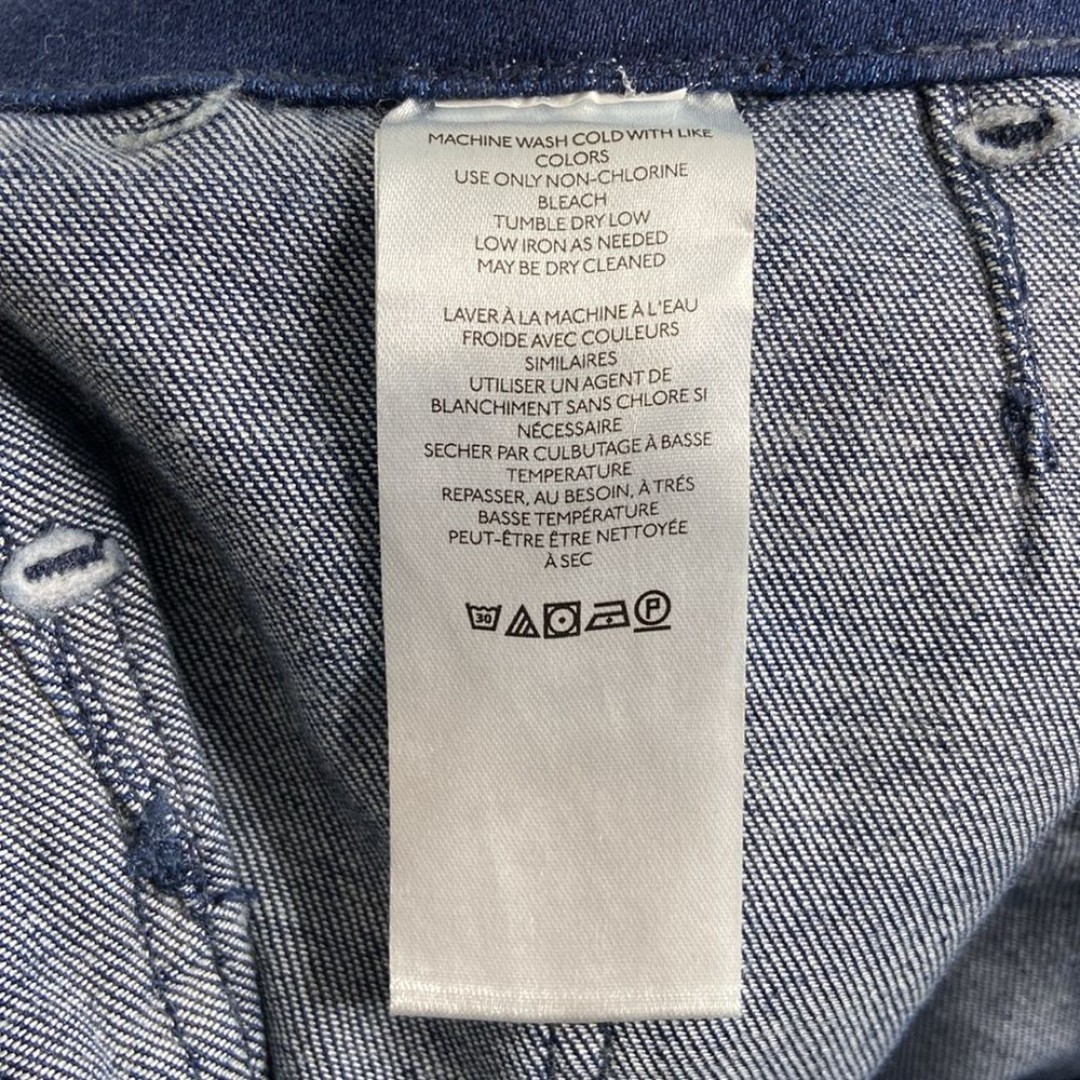 MACHINE WASH COLD WITH LIKE
COLORS
USE ONLY NON-CHLORINE
BLEACH
TUMBLE DRY LOW
LOW IRON AS NEEDED
MAY BE DRY CLEANED
LAVER À LA MACHINE À L'EAU
FROIDE AVEC COULEURS
SIMILAIRES
UTILISER UN AGENT DE
BLANCHIMENT SANS CHLORE SI
NÉCESSAIRE
SECHER PAR CULBUTAGE À BASSE
TEMPERATURE
REPASSER, AU BESOIN, À TRÉS
BASSE TEMPÉRATURE
PEUT-ÊTRE ÊTRE NETTOYÉE
À SEC
30 P